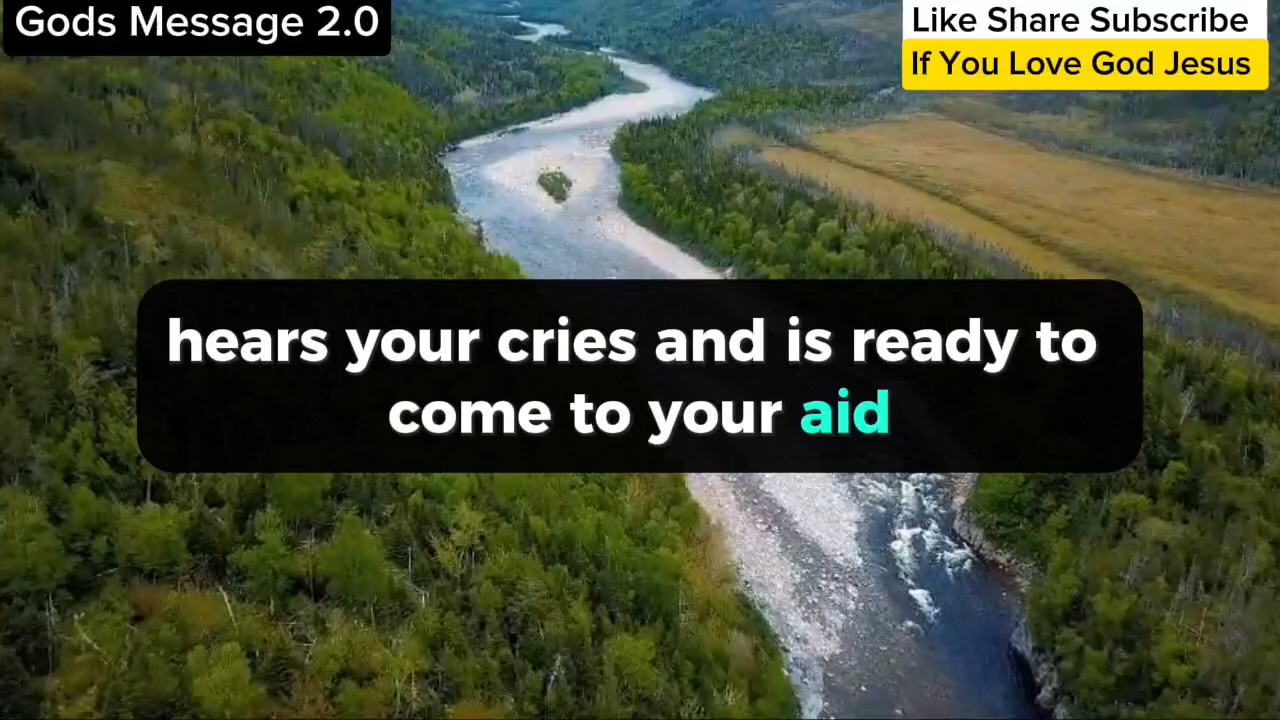 Gods Message 2.0
Like Share Subscribe
If You Love God Jesus
hears your cries and is ready to
come to your aid